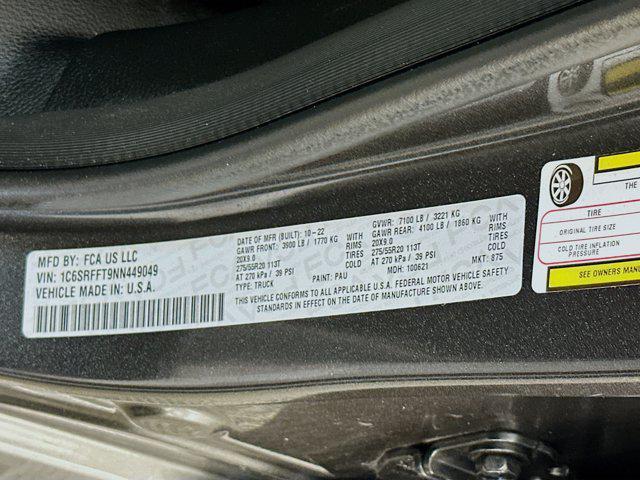 MFD BY: FCA US LLC
VIN: 1C6SRFFT9NN449049
VEHICLE MADE IN: U.S.A.
DATE OF MFR (BUILT): 10-22
GAWR FRONT: 3900 LB / 1770 KG WITH
20X9.0 RIMS
275/55R20 113T TIRES
AT 270 kPa / 39 PSI COLD
TYPE: TRUCK PAINT: PAU
GVWR: 7100 LB / 3221 KG
GAWR REAR: 4100 LB / 1860 KG WITH
20X9.0 RIMS
275/55R20 113T TIRES
AT 270 kPa / 39 PSI COLD
MDH: 100621 MKT: 875
THIS VEHICLE CONFORMS TO ALL APPLICABLE U.S.A. FEDERAL MOTOR VEHICLE SAFETY
STANDARDS IN EFFECT ON THE DATE OF MANUFACTURE SHOWN ABOVE.
THE
TIRE
ORIGINAL TIRE SIZE
COLD TIRE INFLATION
PRESSURE
SEE OWNERS MANUA